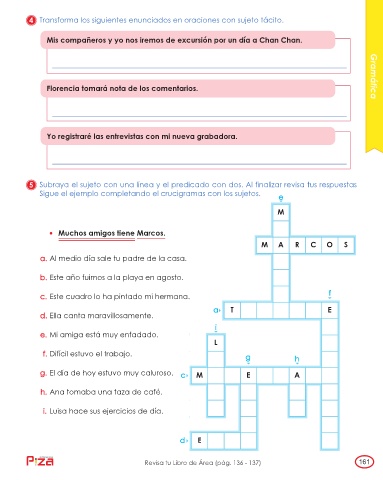 4 Transforma los siguientes enunciados en oraciones con sujeto tácito.
Mis compañeros y yo nos iremos de excursión por un día a Chan Chan.
Florencia tomará nota de los comentarios.
Yo registraré las entrevistas con mi nueva grabadora.
Gramática
5 Subraya el sujeto con una línea y el predicado con dos. Al finalizar revisa tus respuestas
Sigue el ejemplo completando el crucigramas con los sujetos.
• Muchos amigos tiene Marcos.
a. Al medio día sale tu padre de la casa.
b. Este año fuimos a la playa en agosto.
c. Este cuadro lo ha pintado mi hermana.
d. Ella canta maravillosamente.
e. Mi amiga está muy enfadado.
f. Difícil estuvo el trabajo.
g. El día de hoy estuvo muy caluroso.
h. Ana tomaba una taza de café.
i. Luisa hace sus ejercicios de día.
e
M
M A R C O S
f
a T E
i
L
g h
c M E A
d E
Piza
Revisa tu Libro de Área (pág. 136 - 137)
161